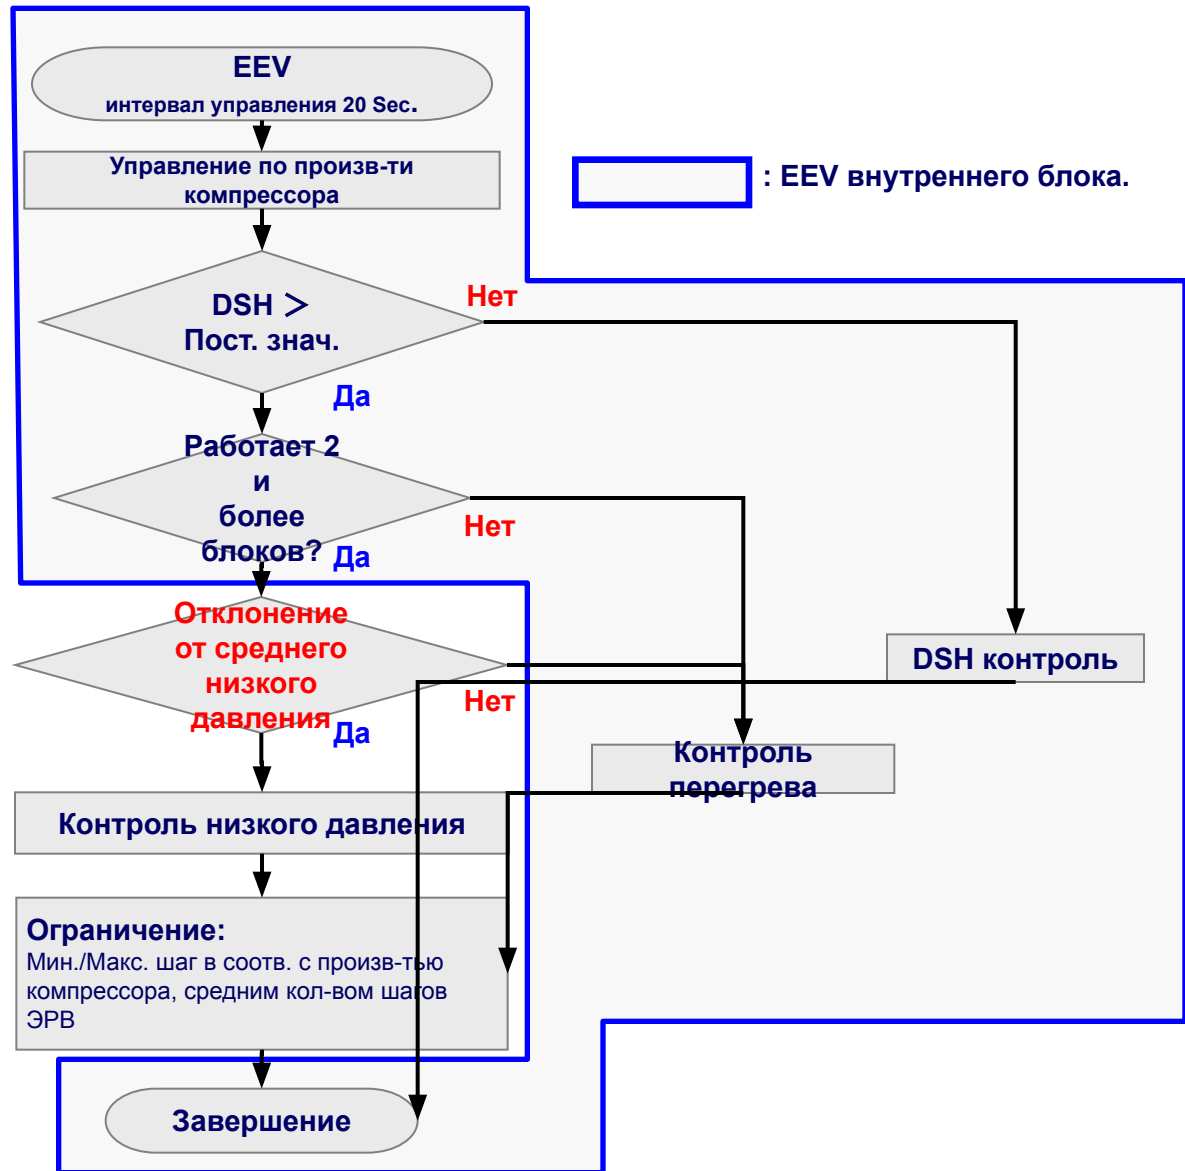 EEV
интервал управления 20 Sec.
Управление по произв-ти
компрессора
: EEV внутреннего блока.
DSH >
Пост. знач.
Нет
Да
Работает 2
и
более
блоков?
Нет
Да
Отклонение
от среднего
низкого
давления
Нет
Да
DSH контроль
Контроль
перегрева
Контроль низкого давления
Ограничение:
Мин./Макс. шаг в соотв. с произв-тью
компрессора, средним кол-вом шагов
ЭРВ
Завершение